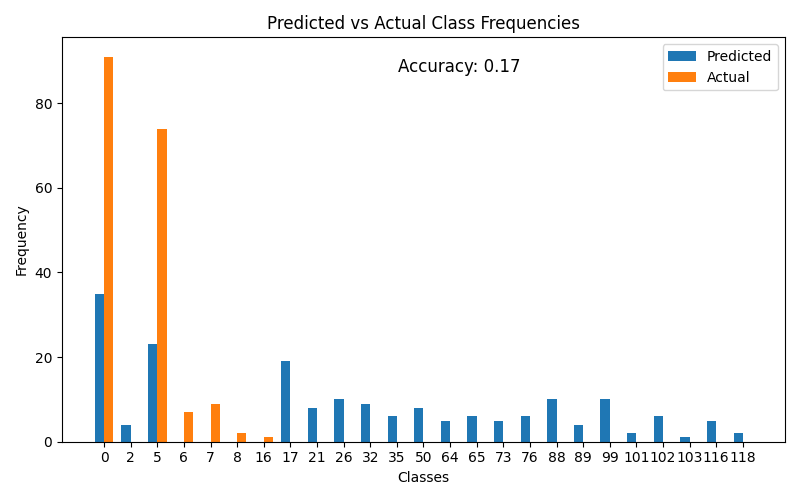 Predicted vs Actual Class Frequencies
Accuracy: 0.17
Predicted
Actual
Frequency
80
60
40
20
0
0 2 5 6 7 8 16 17 21 26 32 35 50 64 65 73 76 88 89 99 101 102 103 116 118
Classes